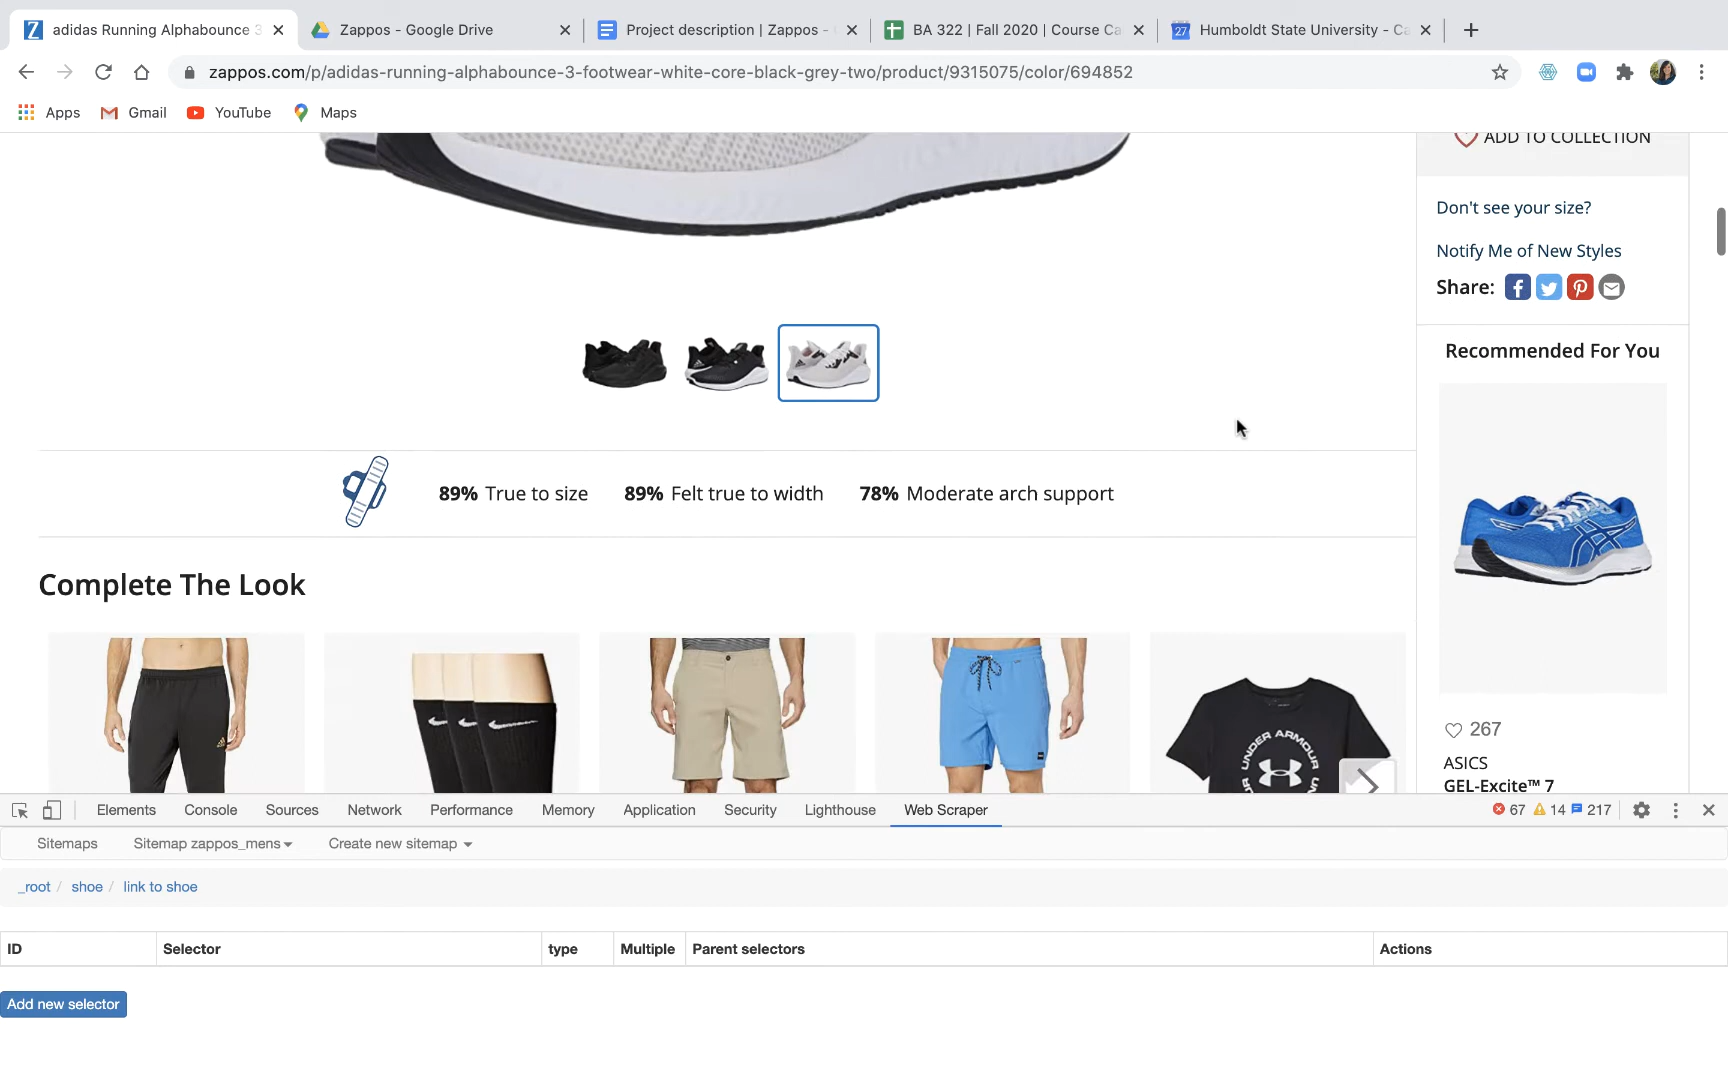 adidas Running Alphabounce 3
Zappos - Google Drive
Project description | Zappos -
BA 322 | Fall 2020 | Course Ca
27
Humboldt State University - Ca
zappos.com/p/adidas-running-alphabounce-3-footwear-white-core-black-grey-two/product/9315075/color/694852
Apps
Gmail
YouTube
Maps
ADD TO COLLECTION
Don't see your size?
Notify Me of New Styles
Share:
Recommended For You
89% True to size
89% Felt true to width
78% Moderate arch support
Complete The Look
UNDER ARMOUR
267
ASICS
GEL-Excite™ 7
Elements
Console
Sources
Network
Performance
Memory
Application
Security
Lighthouse
Web Scraper
67
14
217
Sitemaps
Sitemap zappos_mens
Create new sitemap
_root / shoe / link to shoe
ID
Selector
type
Multiple
Parent selectors
Actions
Add new selector